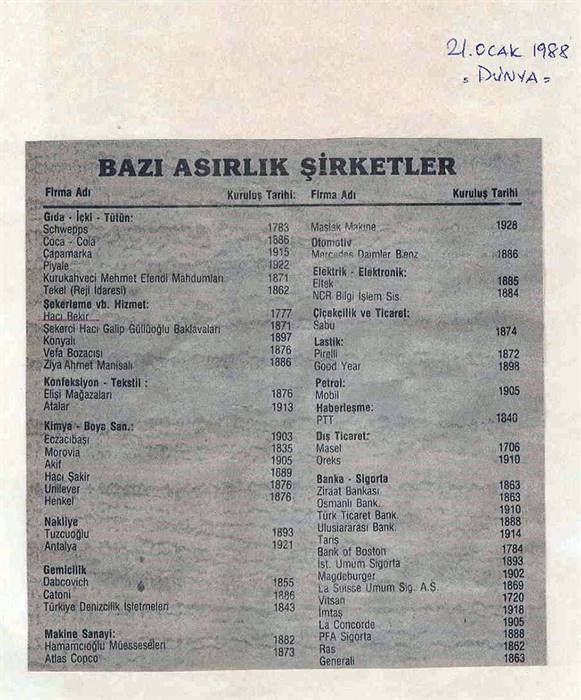 21. OCAK 1988
= DÜNYA =
BAZI ASIRLIK ŞİRKETLER
Firma Adı Kuruluş Tarihi:
Gıda - İçki - Tütün:
Schwepps 1783
Coca - Cola 1886
Çapamarka 1915
Piyale 1922
Kurukahveci Mehmet Efendi Mahdumları 1871
Tekel (Reji İdaresi) 1862
Şekerleme vb. Hizmet:
Hacı Bekir 1777
Şekerci Hacı Galip Güllüoğlu Baklavaları 1871
Konyalı 1897
Vefa Bozacısı 1876
Ziya Ahmet Manisalı 1886
Konfeksiyon - Tekstil :
Elişi Mağazaları 1876
Atalar 1913
Kimya - Boya San.:
Eczacıbaşı 1903
Morovia 1835
Akif 1905
Hacı Şakir 1889
Unilever 1876
Henkel 1876
Nakliye
Tuzcuoğlu 1893
Antalya 1921
Gemicilik
Dabcovich 1855
Catoni 1886
Türkiye Denizcilik İşletmeleri 1843
Makine Sanayi:
Hamamcıoğlu Müesseseleri 1882
Atlas Copco 1873
Firma Adı Kuruluş Tarihi
Maslak Makine 1926
Otomotiv
Mercedes Daimler Benz 1886
Elektrik - Elektronik:
Eltek 1885
NCR Bilgi İşlem Sis. 1884
Çiçekçilik ve Ticaret:
Sabu 1874
Lastik:
Pirelli 1872
Good Year 1898
Petrol:
Mobil 1905
Haberleşme:
PTT 1840
Dış Ticaret:
Masel 1706
Oreks 1910
Banka - Sigorta
Ziraat Bankası 1863
Osmanlı Bank. 1863
Türk Ticaret Bank. 1910
Uluslararası Bank. 1888
Tariş 1914
Bank of Boston 1784
İst. Umum Sigorta 1893
Magdeburger 1902
La Suisse Umum Sig. A.Ş. 1869
Vitsan 1720
İmtaş 1918
La Concorde 1905
PFA Sigorta 1888
Ras 1862
Generali 1863